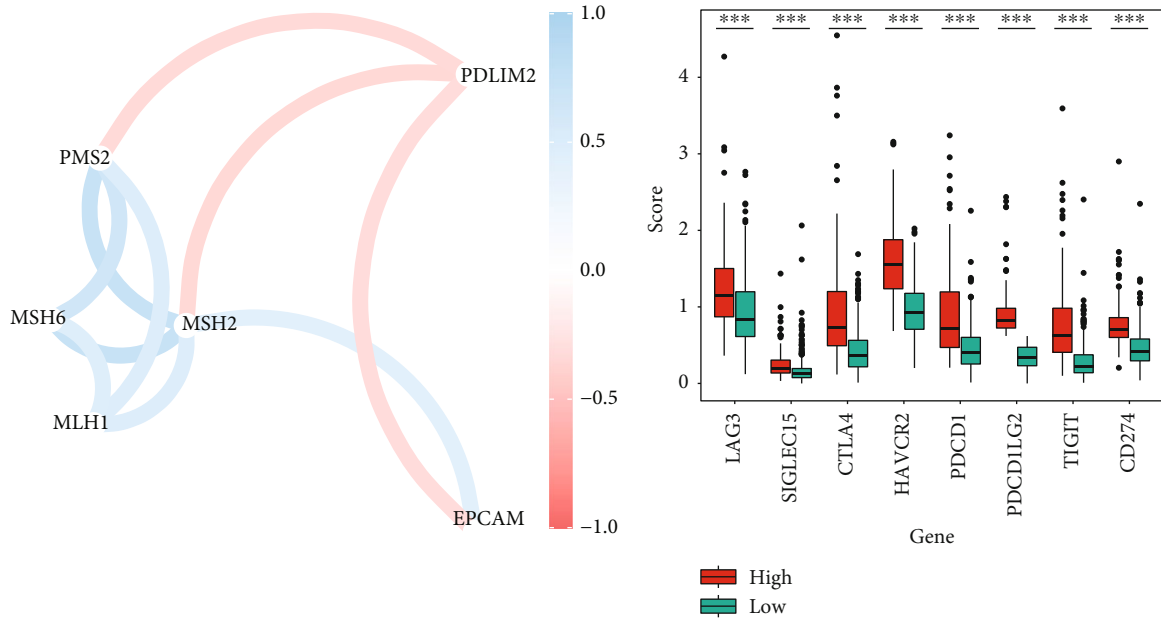 PDLIM2
PMS2
MSH6
MSH2
MLH1
EPCAM
1.0
0.5
0.0
−0.5
−1.0
*** *** *** *** *** *** *** ***
Score
4
3
2
1
0
LAG3
SIGLEC15
CTLA4
HAVCR2
PDCD1
PDCD1LG2
TIGIT
CD274
Gene
High
Low